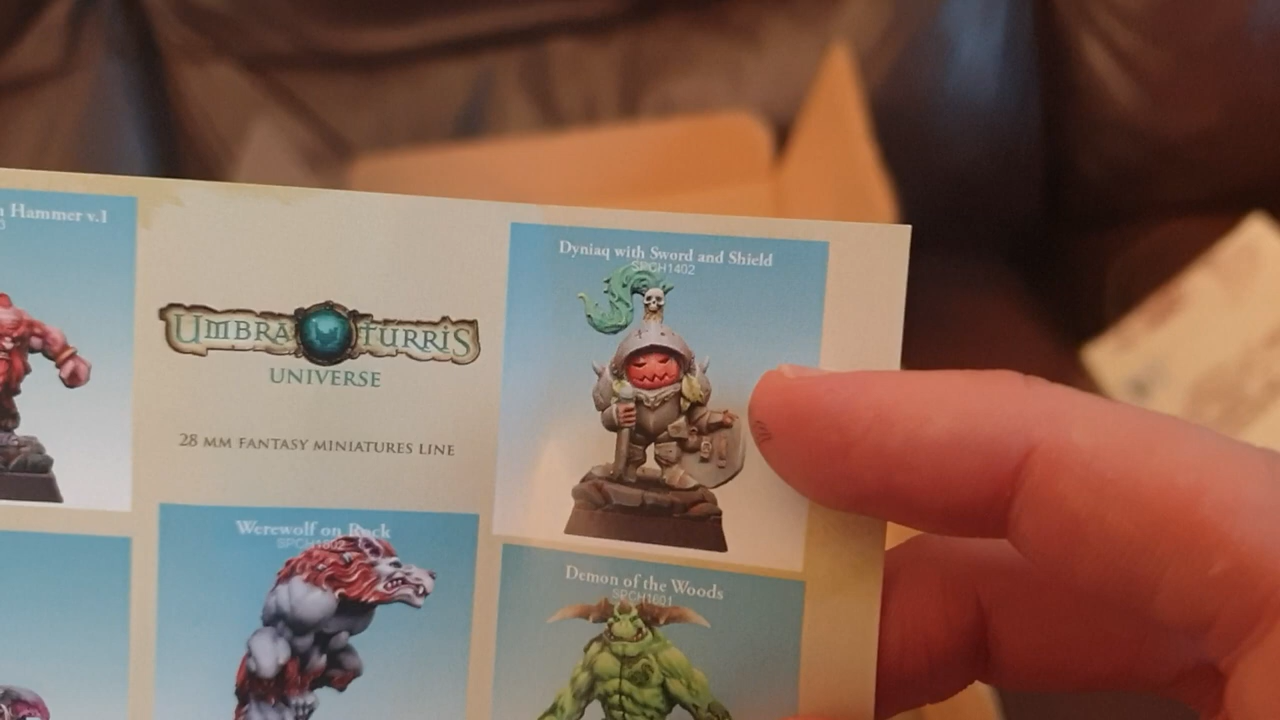 Hammer v.1
UMBRA TURRIS
UNIVERSE
28 MM FANTASY MINIATURES LINE
Dyniaq with Sword and Shield
SPCH1402
Werewolf on Rock
Demon of the Woods
SPCH1601